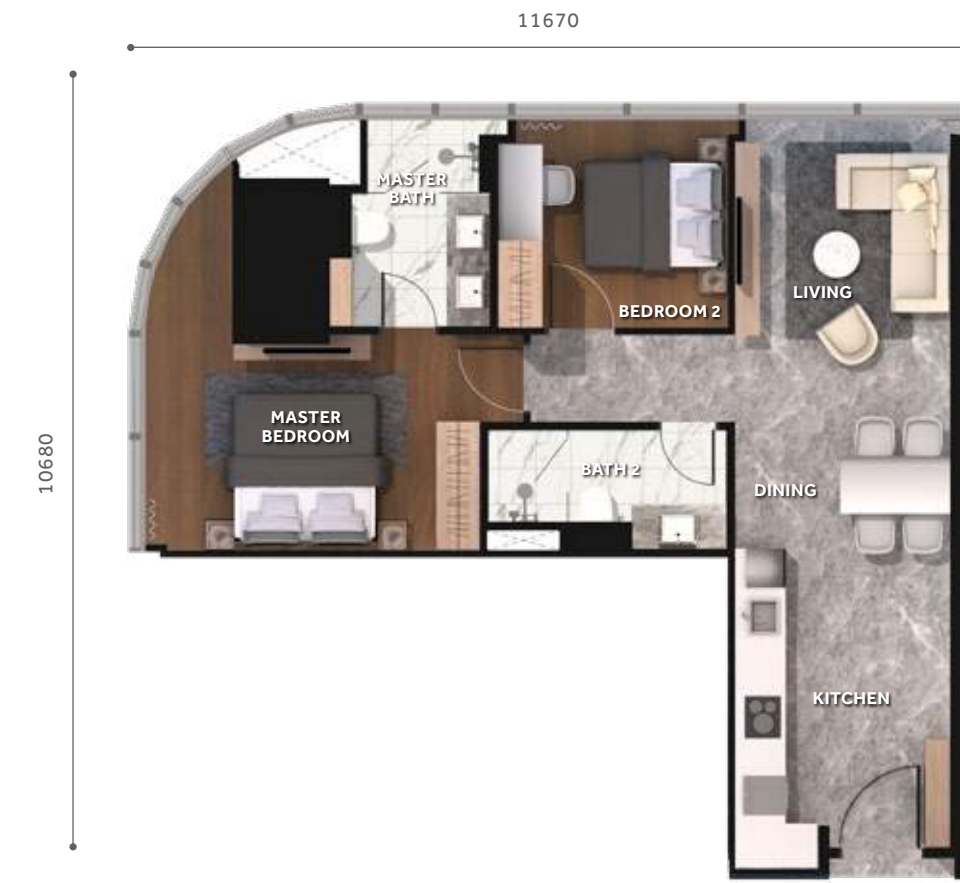 11670
MASTER
BATH
LIVING
BEDROOM 2
MASTER
BEDROOM
10680
BATH 2
DINING
KITCHEN